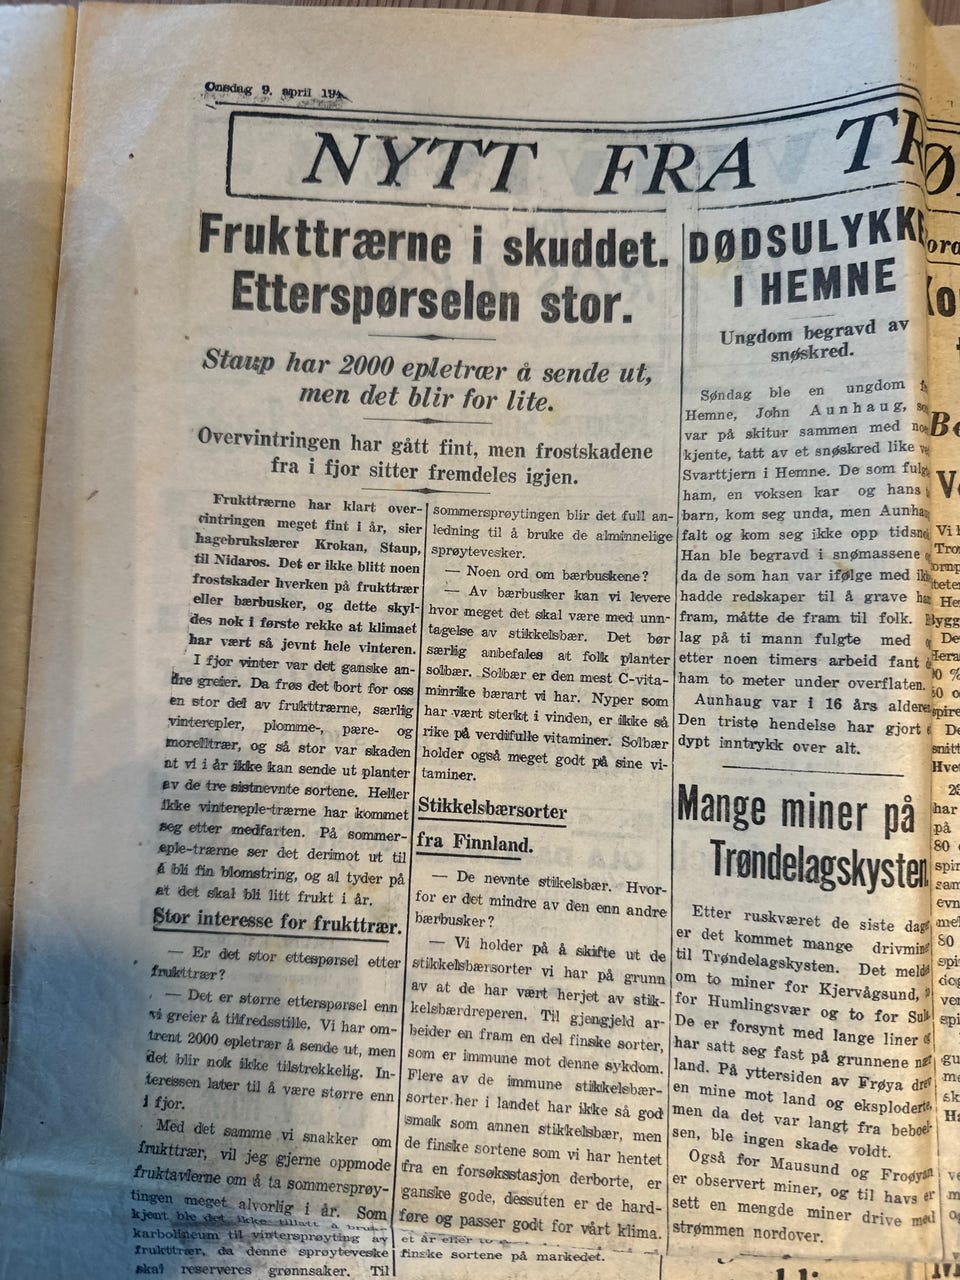 Onsdag 9. april 194
NYTT FRA TR
Frukttrærne i skuddet.
Etterspørselen stor.
Staup har 2000 epletrær å sende ut,
men det blir for lite.
Overvintringen har gått fint, men frostskadene
fra i fjor sitter fremdeles igjen.
Frukttrærne har klart over-
vintringen meget fint i år, sier
hagebrukslærer Krokan, Staup,
til Nidaros. Det er ikke blitt noen
frostskader hverken på frukttrær
eller bærbusker, og dette skyl-
des nok i første rekke at klimaet
har vært så jevnt hele vinteren.
I fjor vinter var det ganske an-
dre greier. Da frøs det bort for oss
en stor del av frukttrærne, særlig
vinterepler, plomme-, pære- og
morelltrær, og så stor var skaden
at vi i år ikke kan sende ut planter
av de tre sistnevnte sortene. Heller
ikke vintereple-trærne har kommet
seg etter medfarten. På sommer-
eple-trærne ser det derimot ut til
å bli fin blomstring, og al tyder på
at det skal bli litt frukt i år.
Stor interesse for frukttrær.
— Er det stor ettespørsel etter
frukttrær?
— Det er større etterspørsel enn
vi greier å tilfredsstille. Vi har om-
trent 2000 epletrær å sende ut, men
det blir nok ikke tilstrekkelig. In-
teressen later til å være større enn
i fjor.
Med det samme vi snakker om
frukttrær, vil jeg gjerne oppmode
fruktavlerne om å ta sommersprøy-
tingen meget alvorlig i år. Som
kjent ble det ikke tillatt å bruke
karbolineum til vintersprøyting av
frukttrær, da denne sprøyteveske
skal reserveres grønnsaker. Til
sommersprøytingen blir det full an-
ledning til å bruke de alminnelige
sprøytevesker.
— Noen ord om bærbuskene?
— Av bærbusker kan vi levere
hvor meget det skal være med unn-
tagelse av stikkelsbær. Det bør
særlig anbefales at folk planter
solbær. Solbær er den mest C-vita-
minrike bærart vi har. Nyper som
har vært sterkt i vinden, er ikke så
rike på verdifulle vitaminer. Solbær
holder også meget godt på sine vi-
taminer.
Stikkelsbærsorter
fra Finnland.
— De nevnte stikelsbær. Hvor-
for er det mindre av den enn andre
bærbusker?
— Vi holder på å skifte ut de
stikkelsbærsorter vi har på grunn
av at de har vært herjet av stik-
kelsbærdreperen. Til gjengjeld ar-
beider en fram en del finske sorter,
som er immune mot denne sykdom.
Flere av de immune stikkelsbær-
sorter her i landet har ikke så god
smak som annen stikkelsbær, men
de finske sortene som vi har hentet
fra en forsøksstasjon derborte, er
ganske gode, dessuten er de hard-
føre og passer godt for vårt klima.
et år eller to
finske sortene på markedet.
DØDSULYKKE
I HEMNE
Ungdom begravd av
snøskred.
Søndag ble en ungdom
Hemne, John Aunhaug,
var på skitur sammen med
kjente, tatt av et snøskred like
Svarttjern i Hemne. De som
ham, en voksen kar og hans
barn, kom seg unda, men
falt og kom seg ikke opp
Han ble begravd i snømassene
da de som han var ifølge med
hadde redskaper til å grave
fram, måtte de fram til folk.
lag på ti mann fulgte med
etter noen timers arbeid fant
ham to meter under overflaten.
Aunhaug var i 16 års
Den triste hendelse har gjort
dypt inntrykk over alt.
Mange miner på
Trøndelagskysten
Etter ruskværet de siste
er det kommet mange
til Trøndelagskysten. Det
om to miner for Kjervågsund,
for Humlingsvær og to for
De er forsynt med lange liner
har satt seg fast på grunnene
land. På yttersiden av Frøya
en mine mot land og eksploderte,
men da det var langt fra beboel-
sen, ble ingen skade voldt.
Også for Mausund og
er observert miner, og til havs er
sett en mengde miner drive med
strømmen nordover.